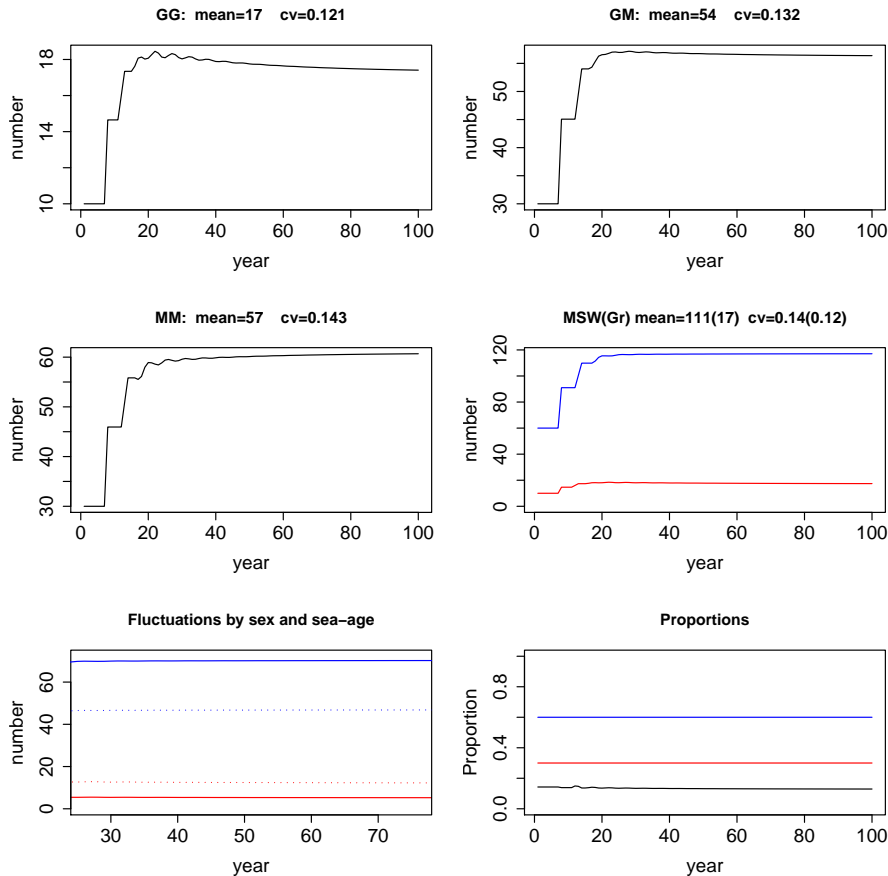 GG: mean=17 cv=0.121
number
10
14
18
0 20 40 60 80 100
year
GM: mean=54 cv=0.132
number
30
40
50
0 20 40 60 80 100
year
MM: mean=57 cv=0.143
number
30
40
50
60
0 20 40 60 80 100
year
MSW(Gr) mean=111(17) cv=0.14(0.12)
number
0
40
80
120
0 20 40 60 80 100
year
Fluctuations by sex and sea−age
number
0
20
40
60
30 40 50 60 70
year
Proportions
Proportion
0.0
0.4
0.8
0 20 40 60 80 100
year